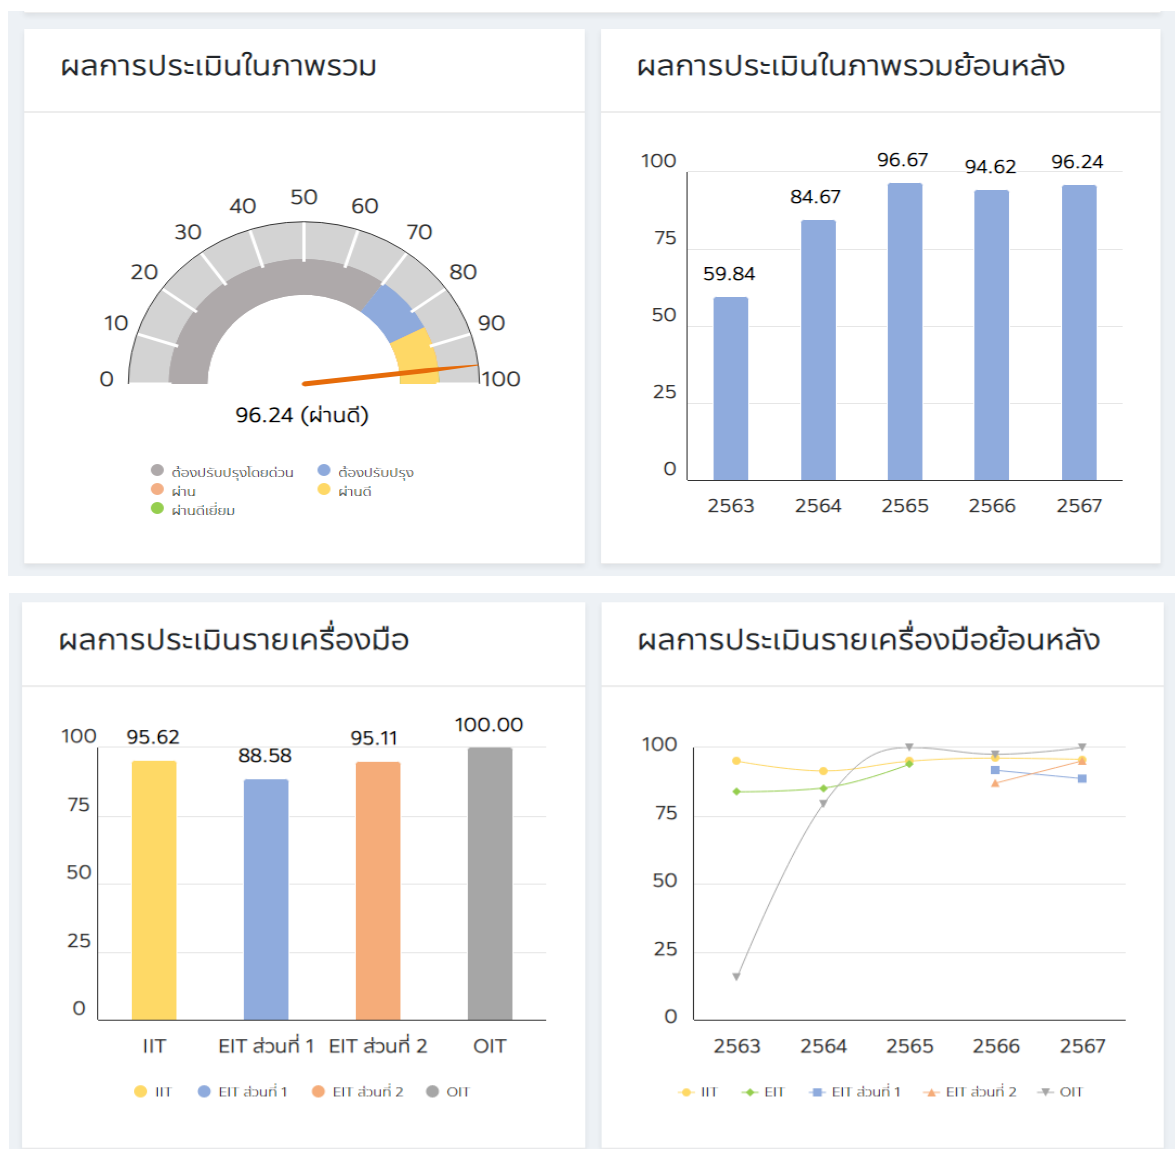 ผลการประเมินในภาพรวม
0
10
20
30
40
50
60
70
80
90
100
96.24 (ผ่านดี)
ต้องปรับปรุงโดยด่วน
ต้องปรับปรุง
ผ่าน
ผ่านดี
ผ่านดีเยี่ยม
ผลการประเมินในภาพรวมย้อนหลัง
100
75
50
25
0
59.84
84.67
96.67
94.62
96.24
2563 2564 2565 2566 2567
ผลการประเมินรายเครื่องมือ
100
75
50
25
0
95.62
88.58
95.11
100.00
IIT EIT ส่วนที่ 1 EIT ส่วนที่ 2 OIT
IIT EIT ส่วนที่ 1 EIT ส่วนที่ 2 OIT
ผลการประเมินรายเครื่องมือย้อนหลัง
100
75
50
25
0
2563 2564 2565 2566 2567
IIT EIT EIT ส่วนที่ 1 EIT ส่วนที่ 2 OIT